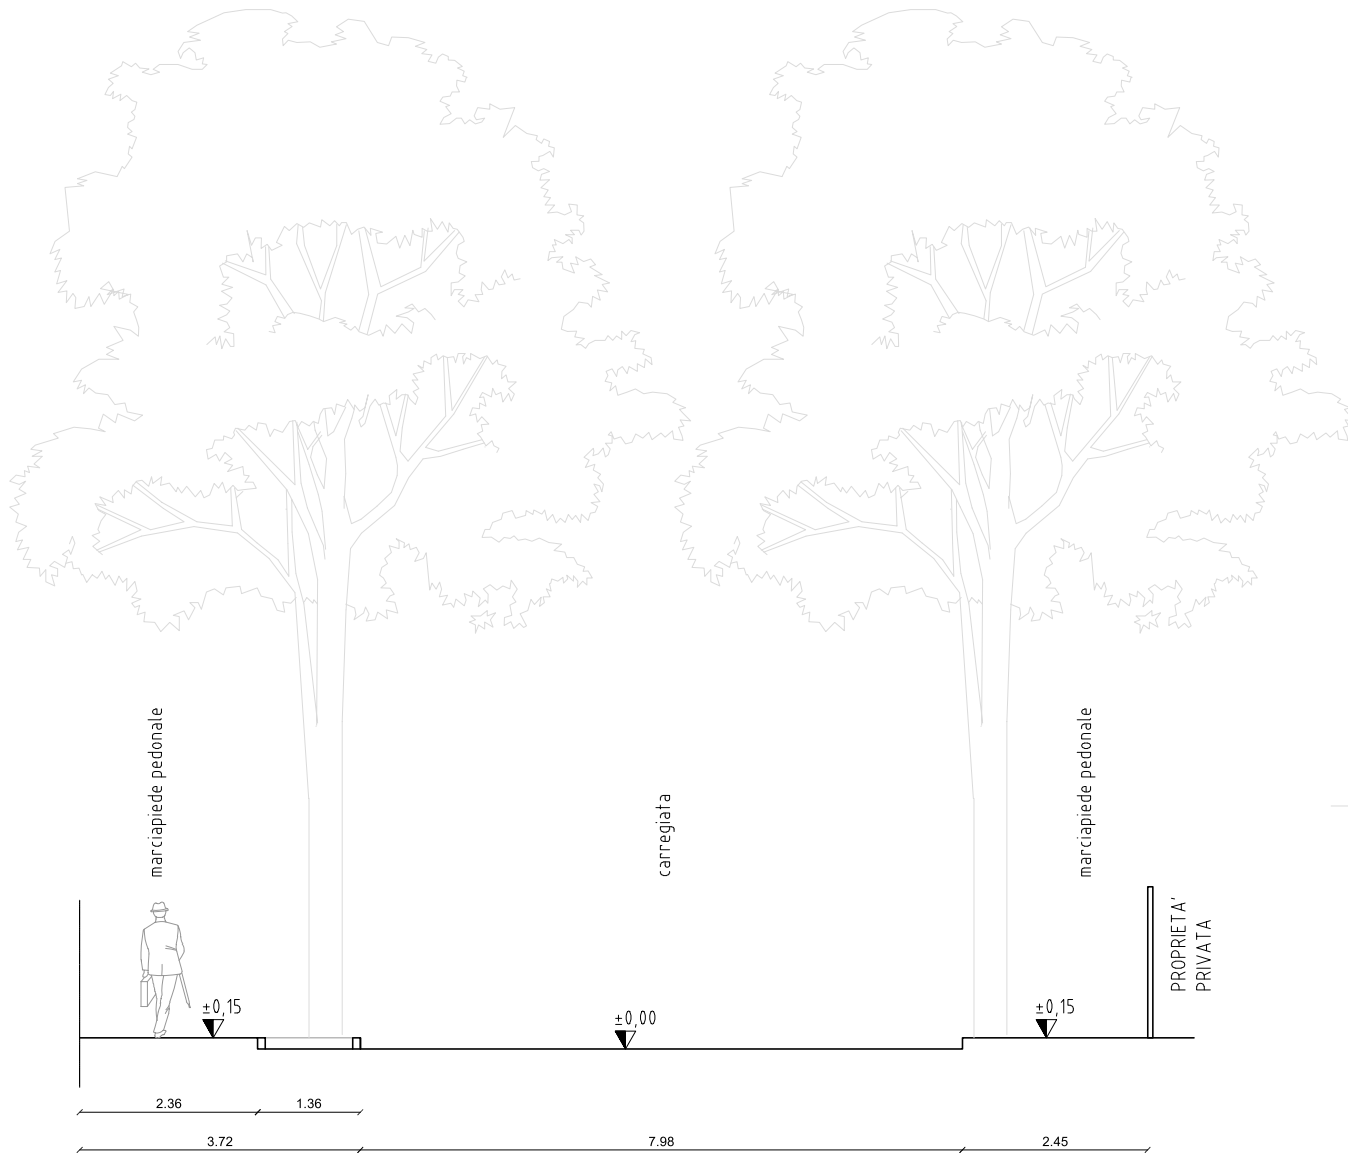 marciapiede pedonale
carregiata
marciapiede pedonale
PROPRIETA'
PRIVATA
±0,15
±0,00
±0,15
2.36
1.36
3.72
7.98
2.45